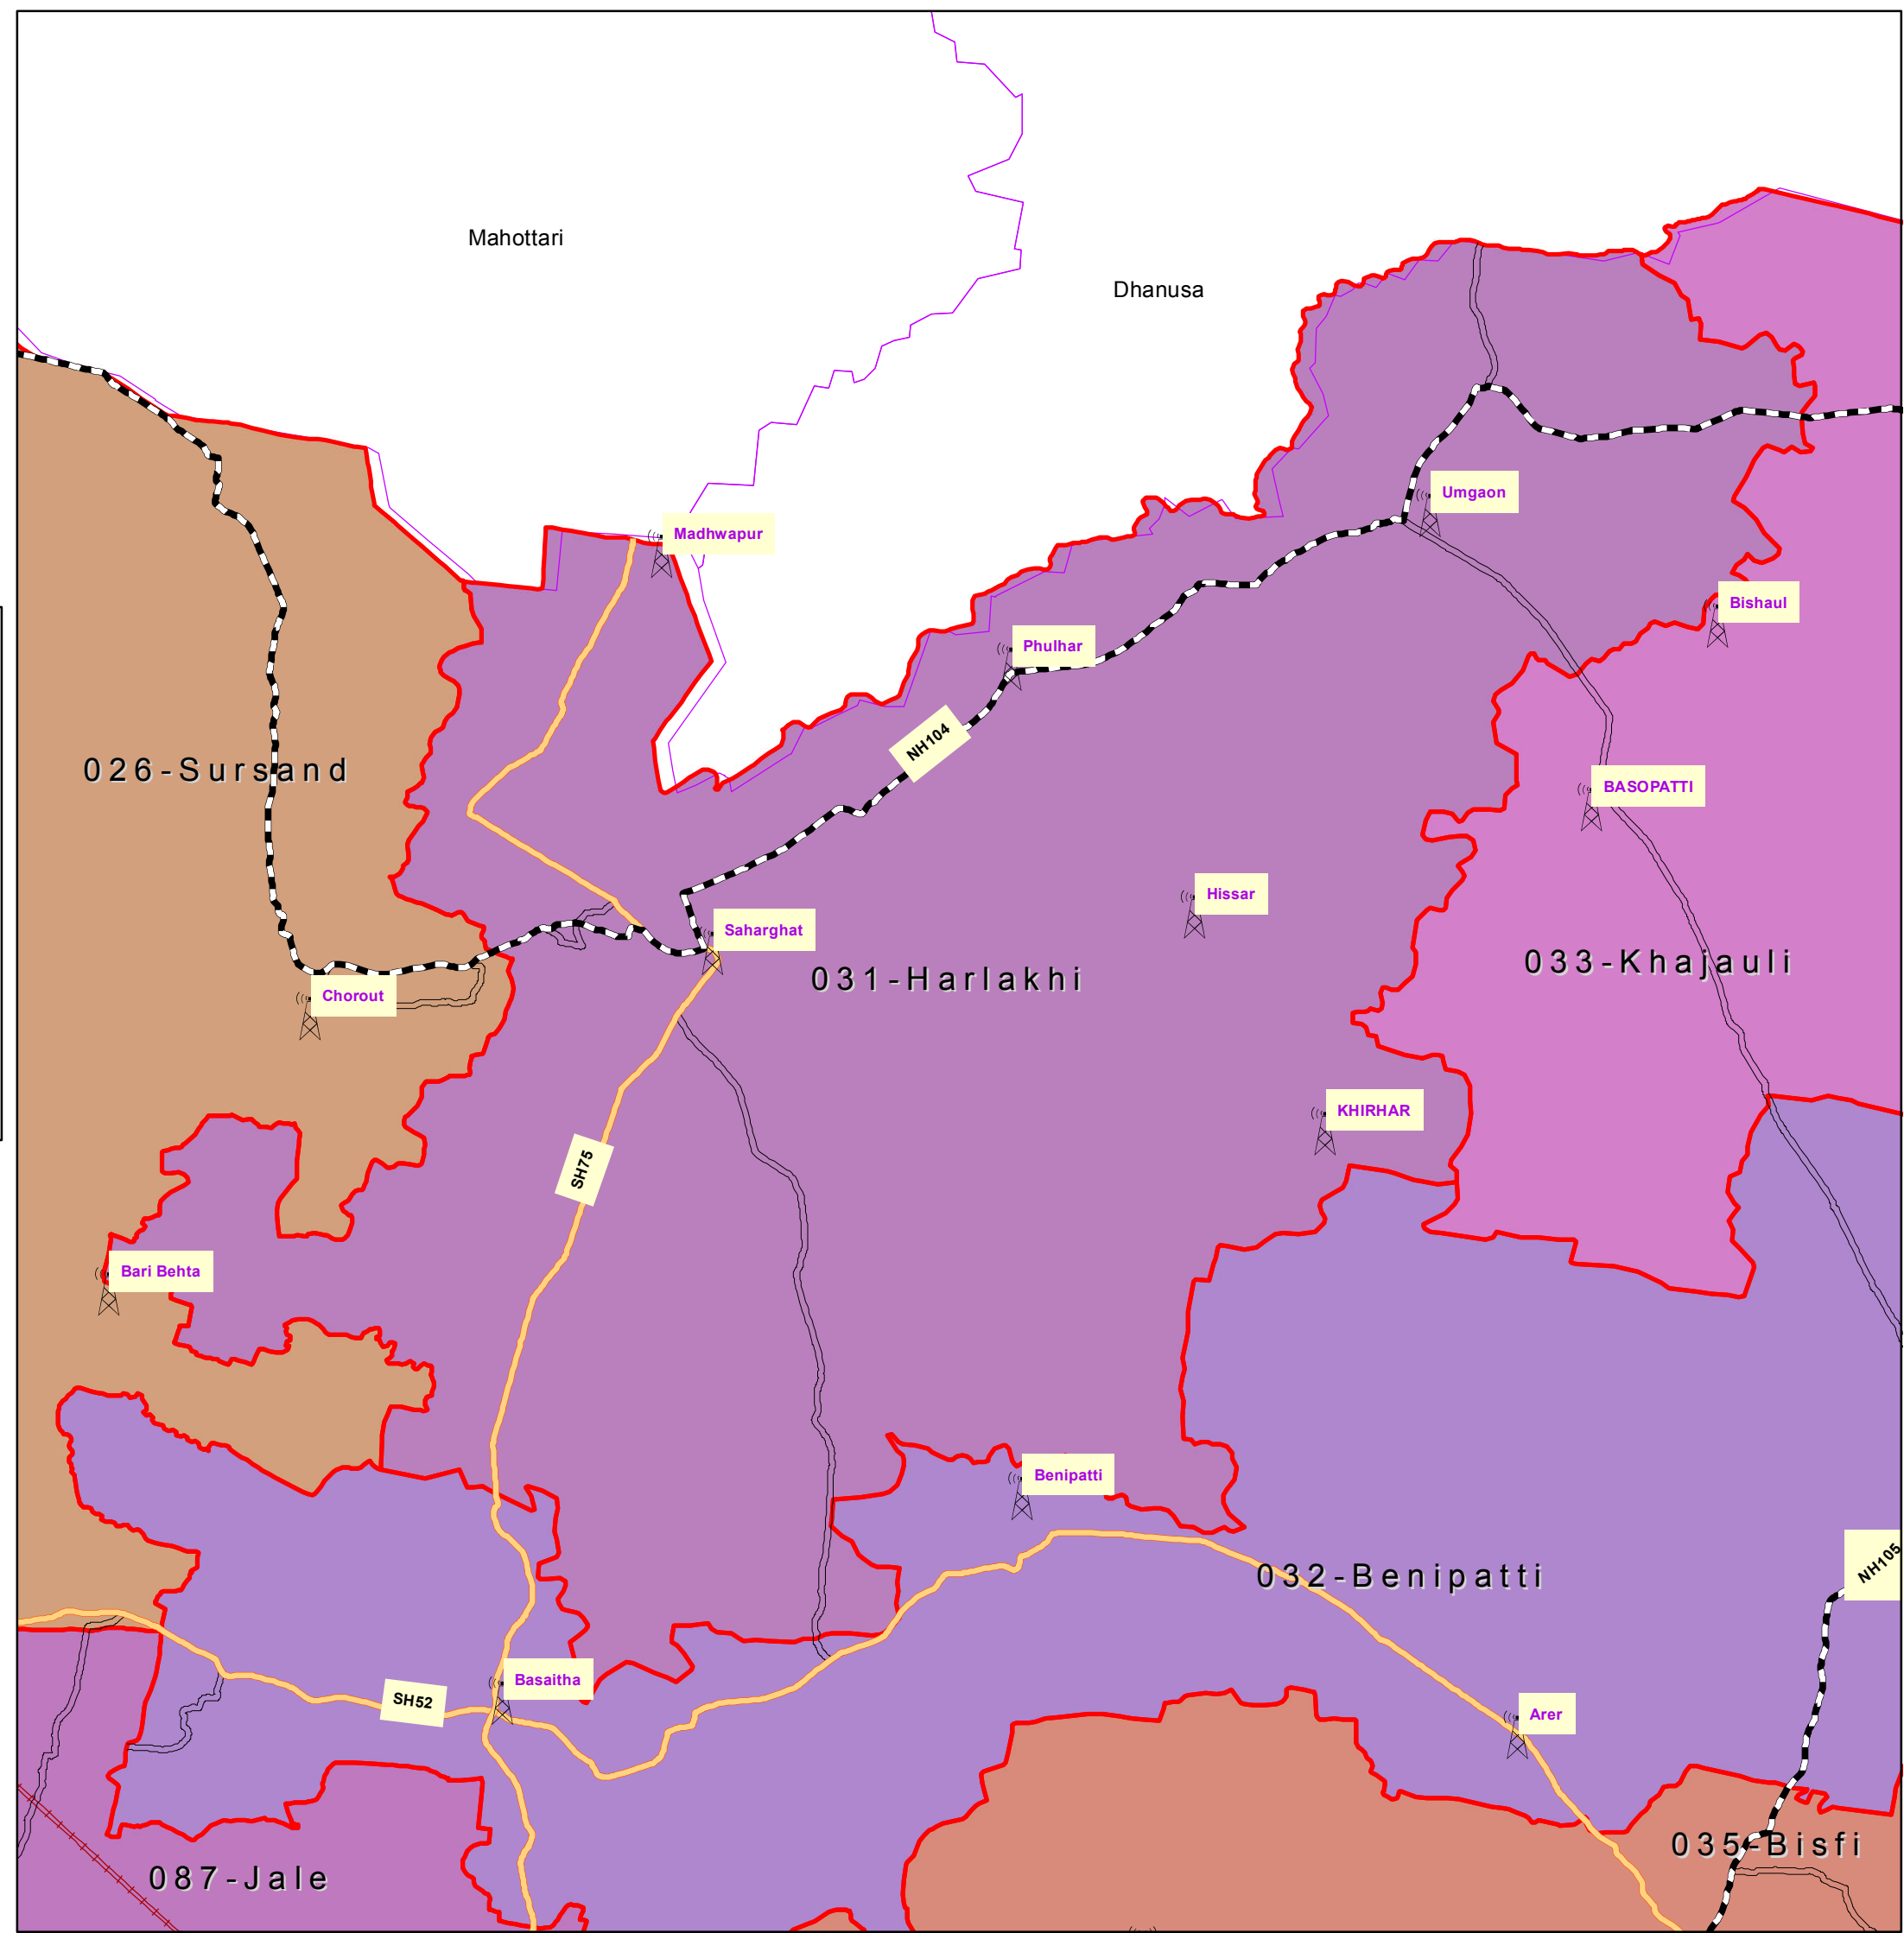 Mahottari
Dhanusa
Umgaon
Madhwapur
Bishaul
Phulhar
NH104
026-Sursand
BASOPATTI
Hissar
Saharghat
033-Khajauli
031-Harlakhi
Chorout
KHIRHAR
SH75
Bari Behta
Benipatti
032-Benipatti
NH105
Basaitha
SH52
Arer
035-Bisfi
087-Jale